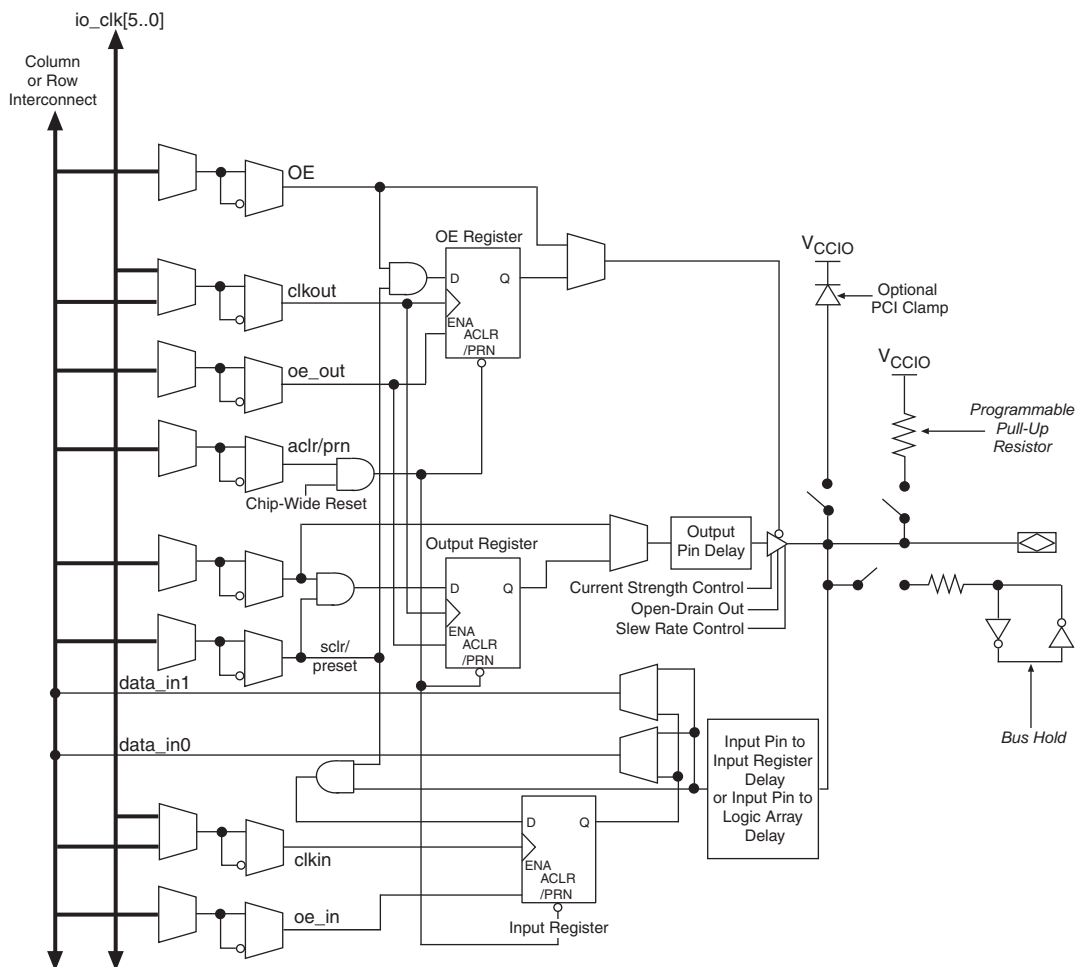 io_clk[5..0]
Column
or Row
Interconnect
OE
OE Register
D
Q
ENA
ACLR
/PRN
clkout
oe_out
aclr/prn
Chip-Wide Reset
VCCIO
Optional
PCI Clamp
VCCIO
Programmable
Pull-Up
Resistor
Output Register
D
Q
ENA
ACLR
/PRN
Output
Pin Delay
Current Strength Control
Open-Drain Out
Slew Rate Control
sclr/
preset
data_in1
data_in0
Bus Hold
Input Pin to
Input Register
Delay
or Input Pin to
Logic Array
Delay
D
Q
ENA
ACLR
/PRN
clkin
oe_in
Input Register